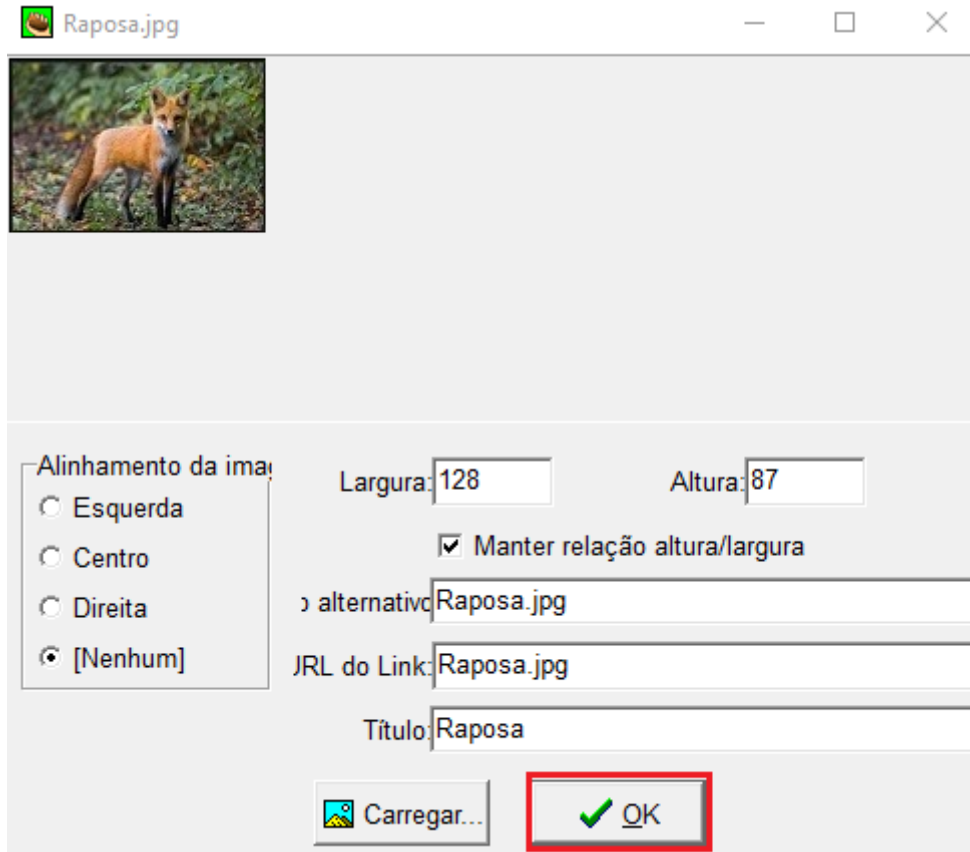 Raposa.jpg
Alinhamento da imag
Esquerda
Centro
Direita
[Nenhum]
Largura: 128
Altura: 87
Manter relação altura/largura
o alternativo Raposa.jpg
URL do Link: Raposa.jpg
Título: Raposa
Carregar...
OK